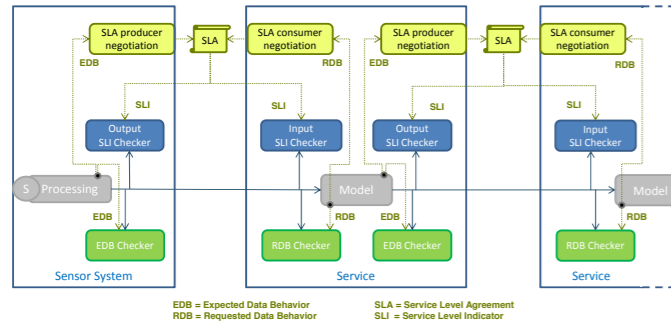 SLA producer
negotiation
SLA
SLA consumer
negotiation
SLA producer
negotiation
SLA
SLA consumer
negotiation
EDB
RDB
EDB
RDB
SLI
SLI
SLI
SLI
Output
SLI Checker
Input
SLI Checker
Output
SLI Checker
Input
SLI Checker
S
Processing
Model
Model
EDB
RDB
EDB
RDB
EDB Checker
RDB Checker
EDB Checker
RDB Checker
Sensor System
Service
Service
EDB = Expected Data Behavior
SLA = Service Level Agreement
RDB = Requested Data Behavior
SLI = Service Level Indicator